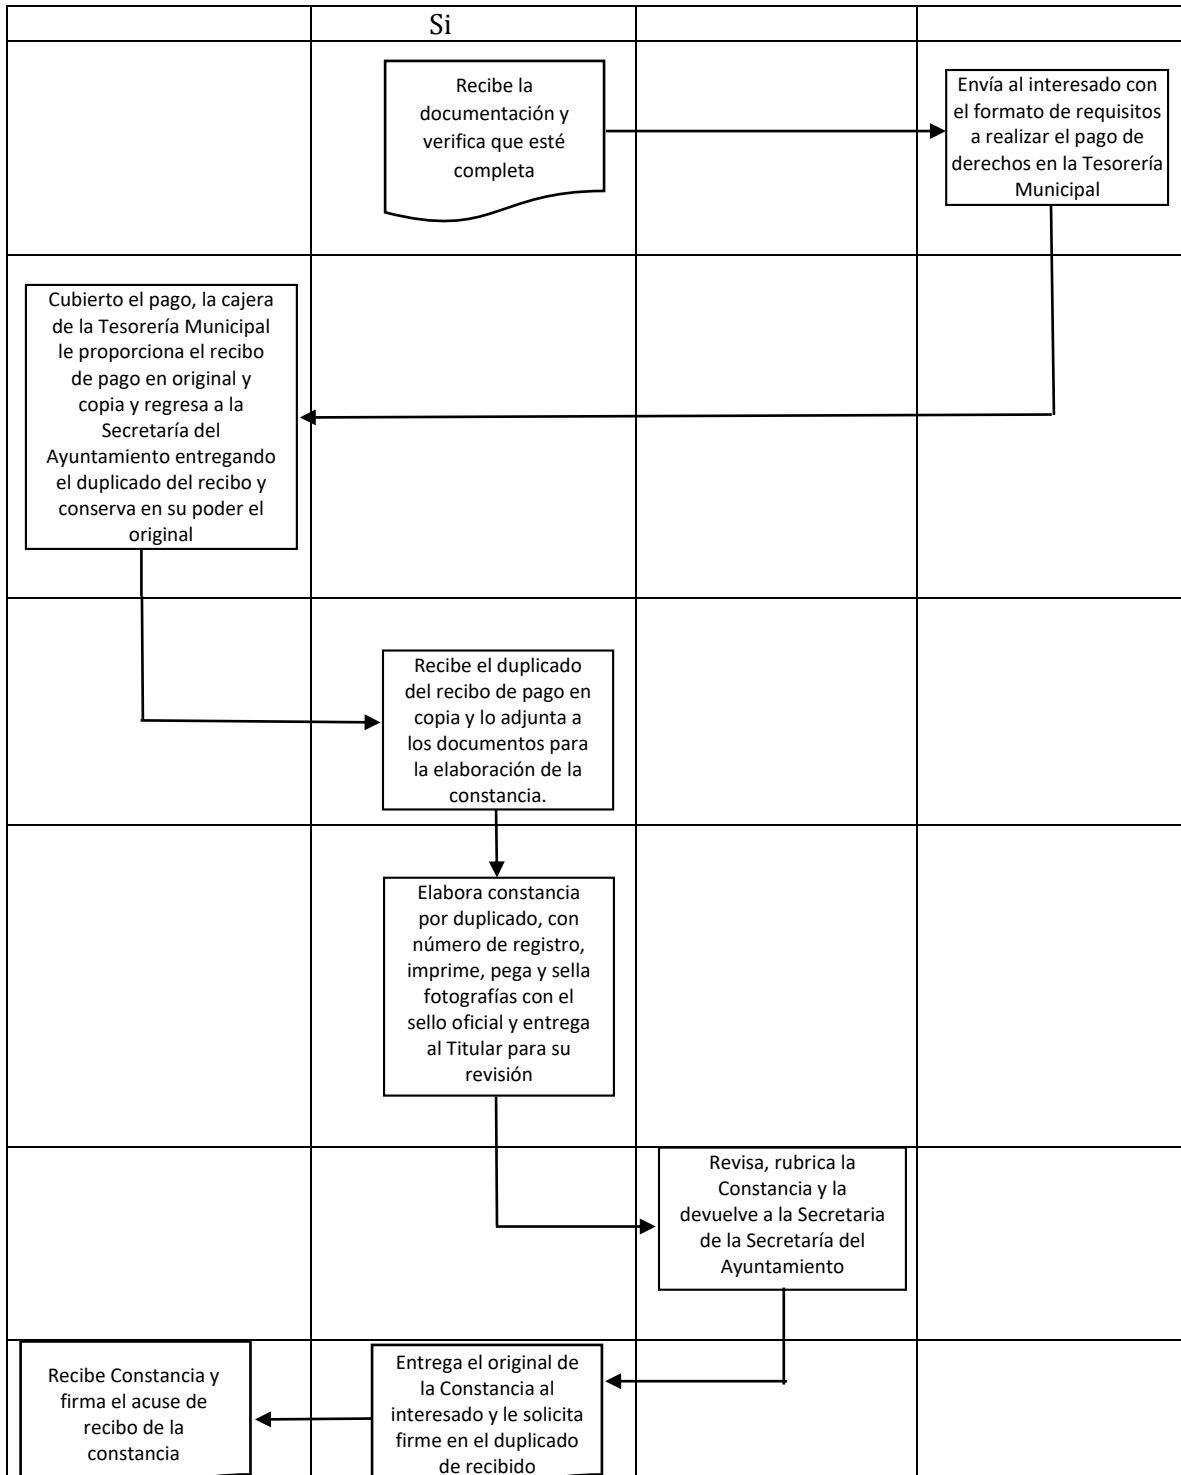 Si
Recibe la
documentación y
verifica que esté
completa
Envía al interesado con
el formato de requisitos
a realizar el pago de
derechos en la Tesorería
Municipal
Cubierto el pago, la cajera
de la Tesorería Municipal
le proporciona el recibo
de pago en original y
copia y regresa a la
Secretaría del
Ayuntamiento entregando
el duplicado del recibo y
conserva en su poder el
original
Recibe el duplicado
del recibo de pago en
copia y lo adjunta a
los documentos para
la elaboración de la
constancia.
Elabora constancia
por duplicado, con
número de registro,
imprime, pega y sella
fotografías con el
sello oficial y entrega
al Titular para su
revisión
Revisa, rubrica la
Constancia y la
devuelve a la Secretaria
de la Secretaría del
Ayuntamiento
Entrega el original de
la Constancia al
interesado y le solicita
firme en el duplicado
de recibido
Recibe Constancia y
firma el acuse de
recibo de la
constancia